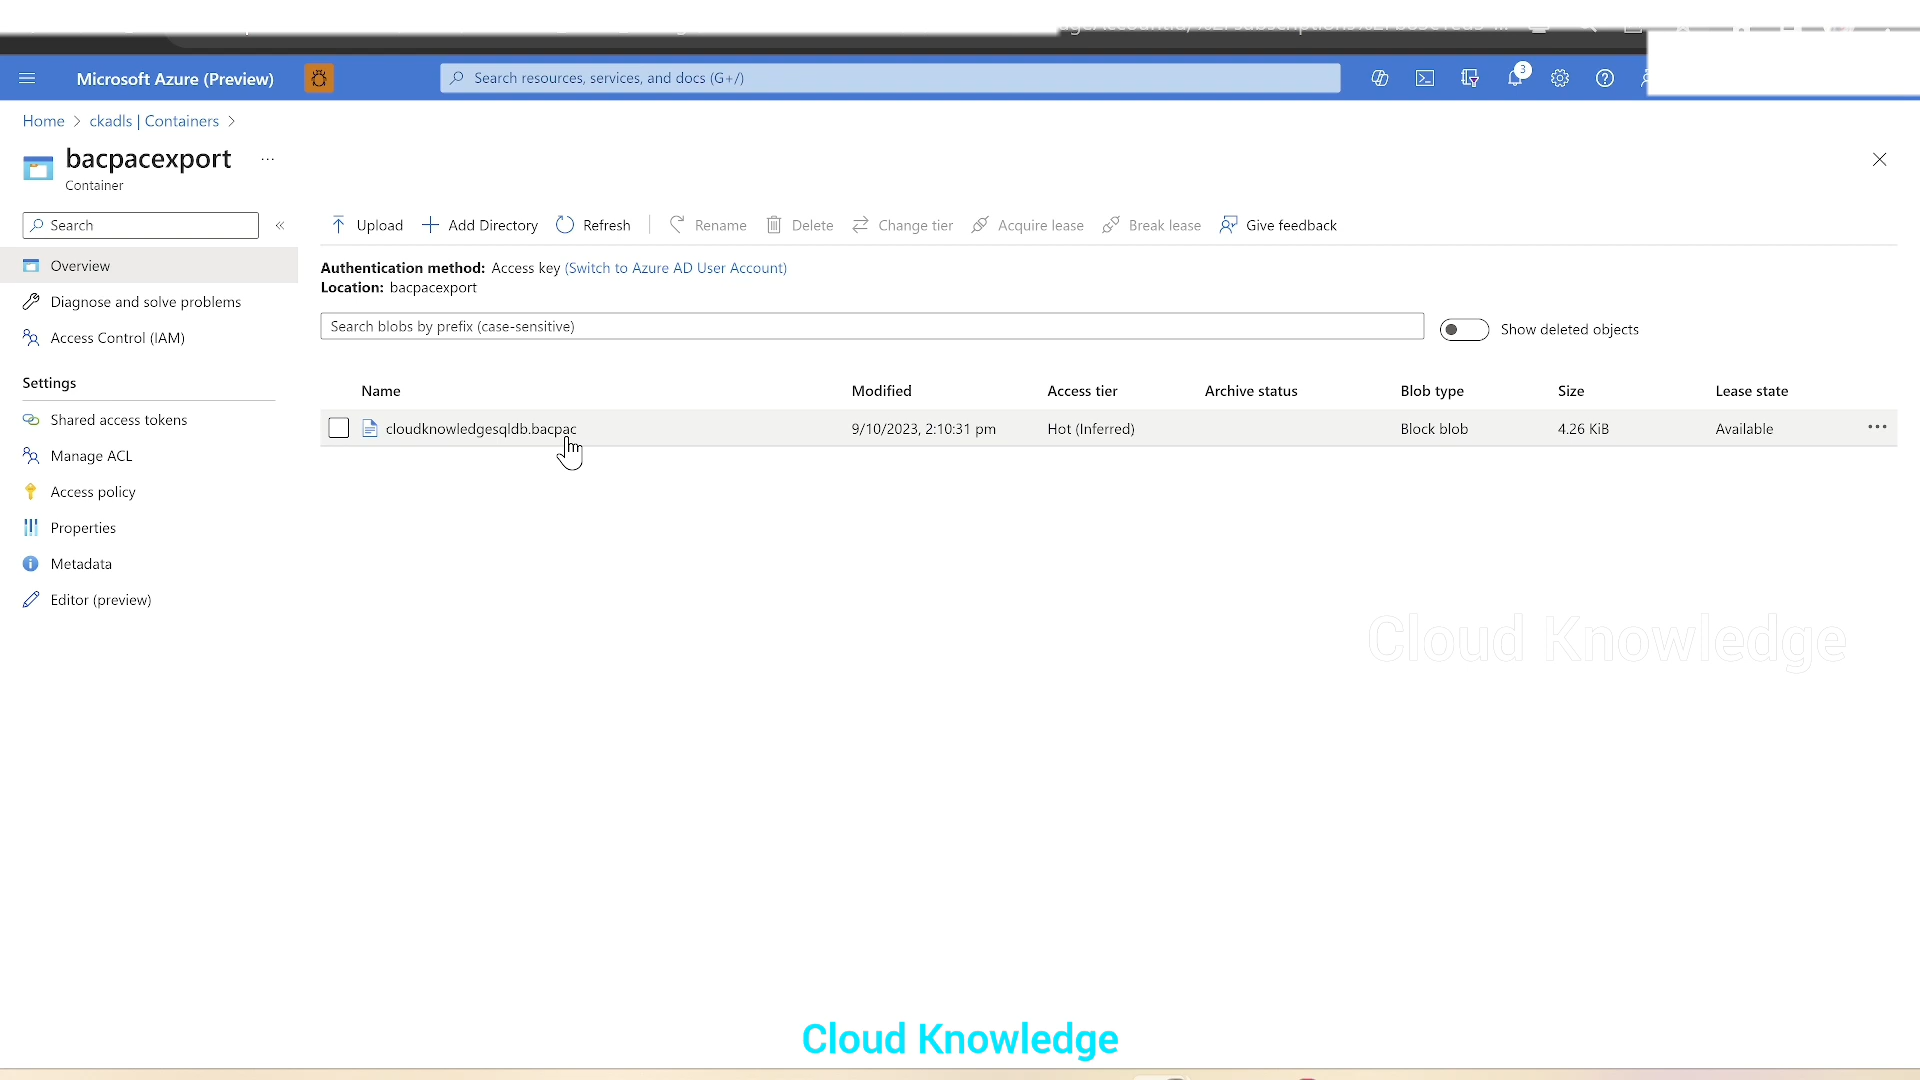 Microsoft Azure (Preview)
Search resources, services, and docs (G+/)
3
Home > ckadls | Containers >
bacpacexport ...
Container
Search «
Upload Add Directory Refresh Rename Delete Change tier Acquire lease Break lease Give feedback
Overview
Diagnose and solve problems
Access Control (IAM)
Settings
Shared access tokens
Manage ACL
Access policy
Properties
Metadata
Editor (preview)
Authentication method: Access key (Switch to Azure AD User Account)
Location: bacpacexport
Search blobs by prefix (case-sensitive)
Show deleted objects
Name Modified Access tier Archive status Blob type Size Lease state
cloudknowledgesqldb.bacpac 9/10/2023, 2:10:31 pm Hot (Inferred) Block blob 4.26 KiB Available ...
Cloud Knowledge
Cloud Knowledge